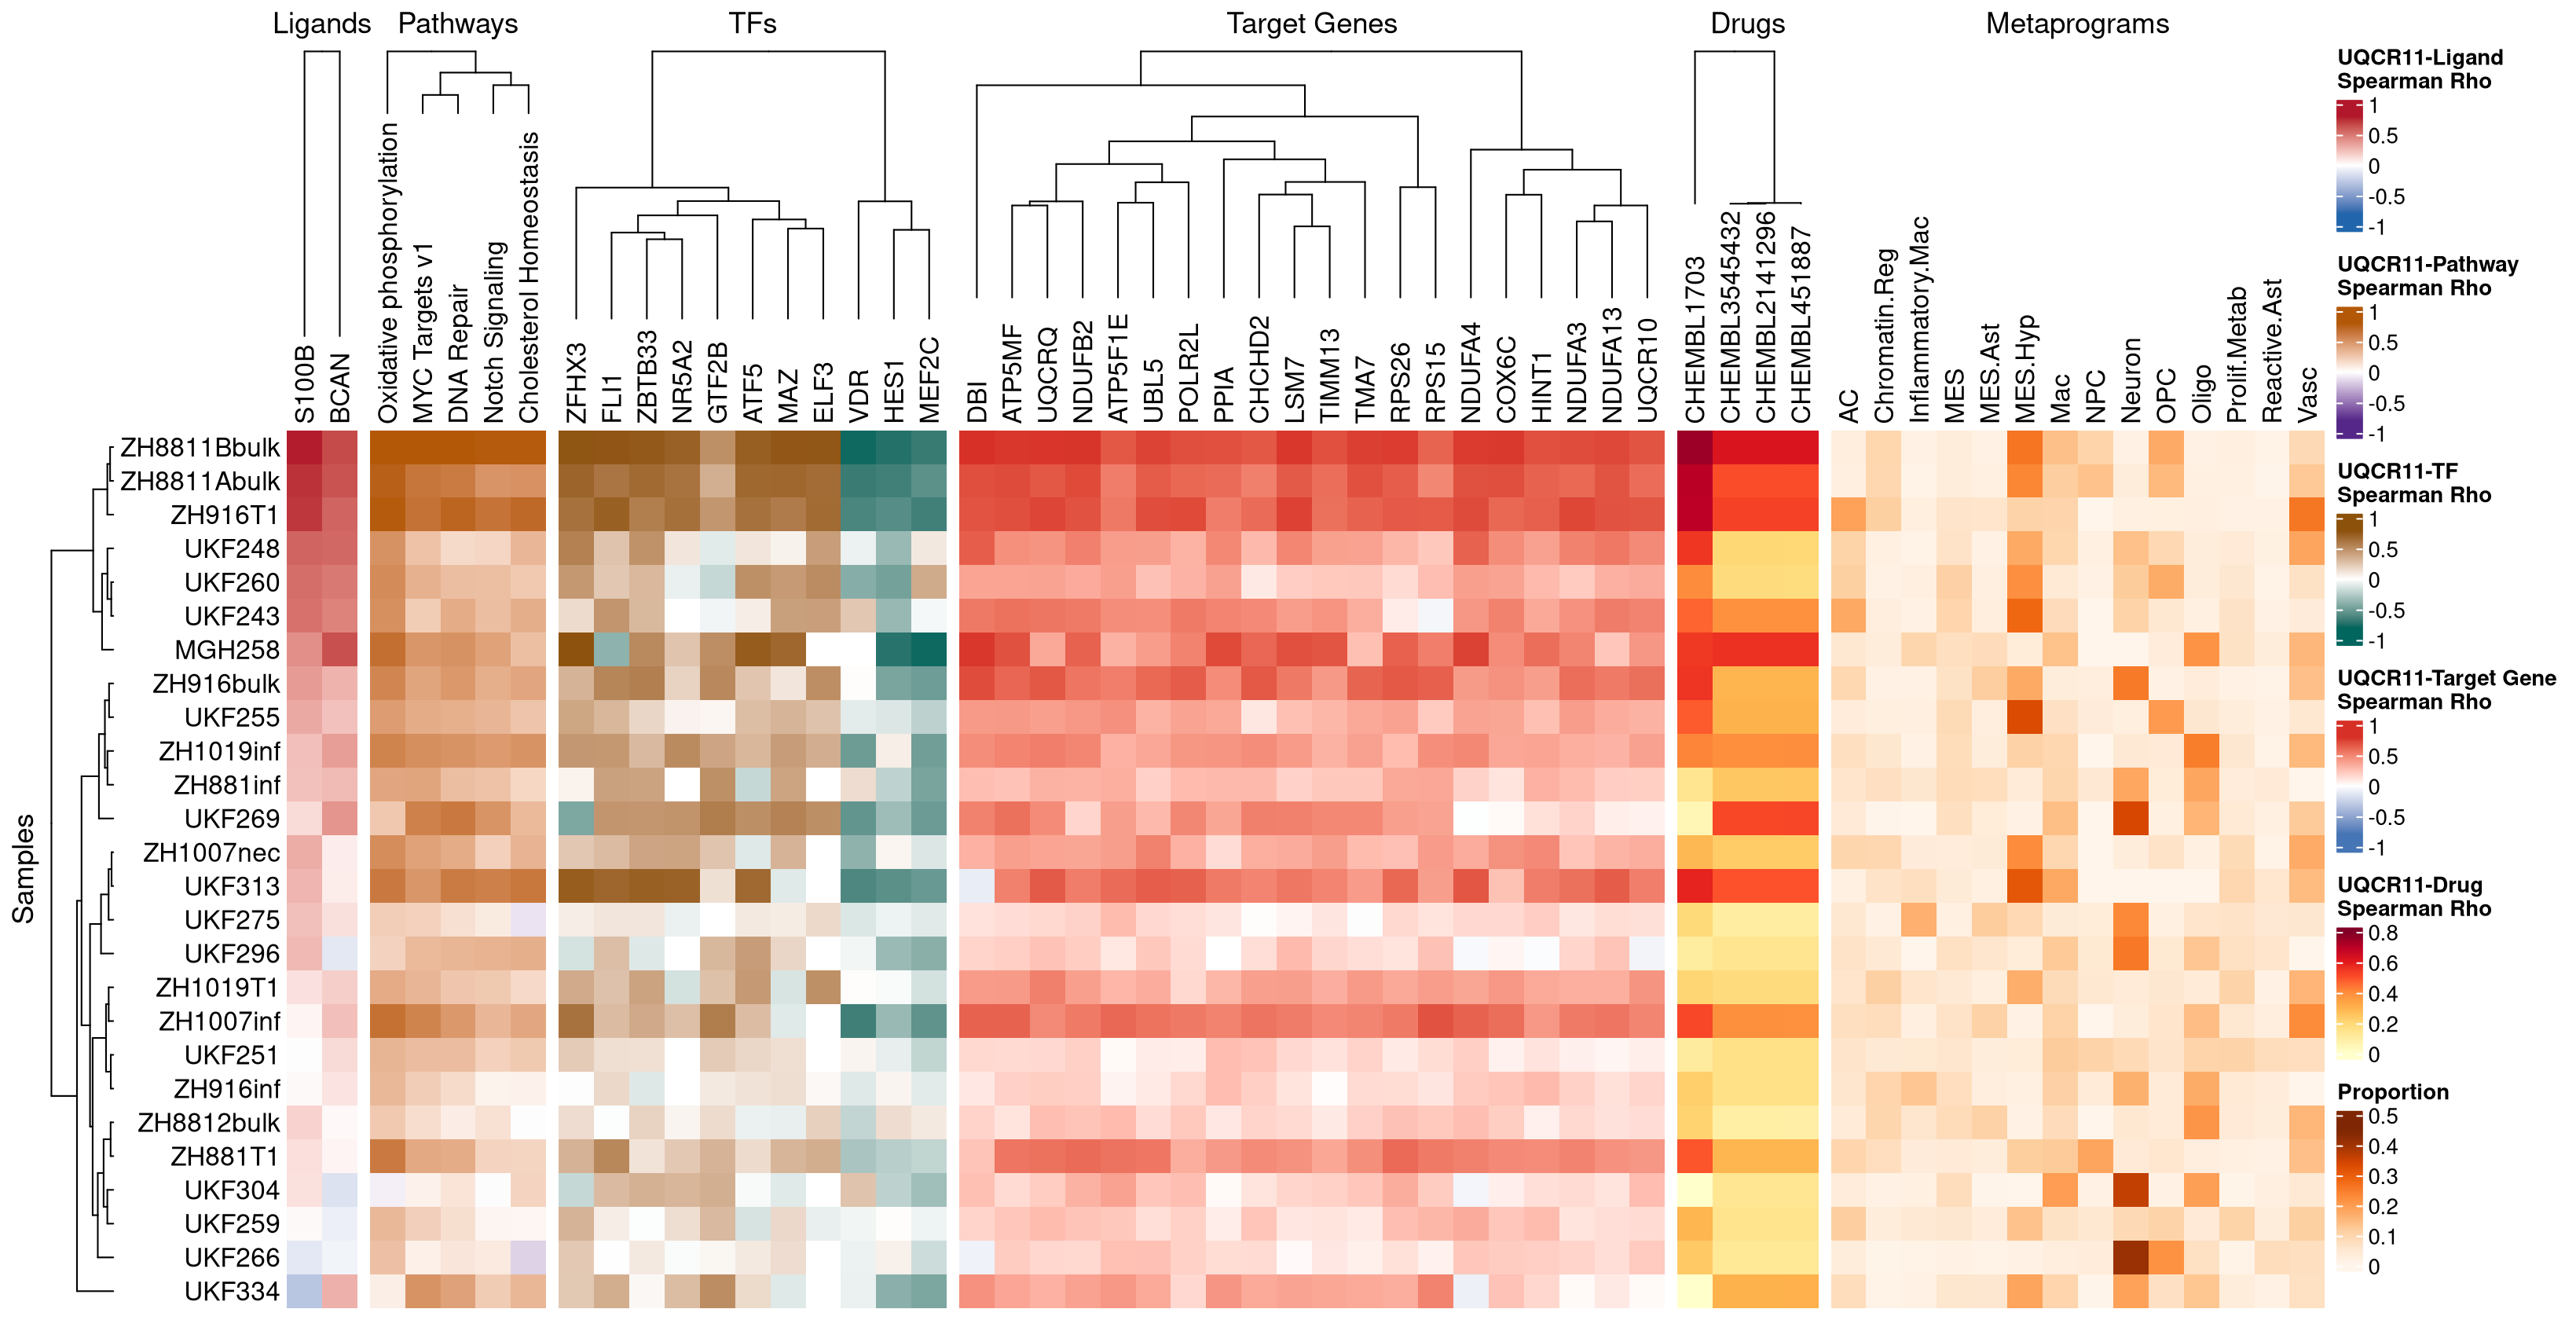 Ligands
Pathways
TFs
Target Genes
Drugs
Metaprograms
S100B
BCAN
Oxidative phosphorylation
MYC Targets v1
DNA Repair
Notch Signaling
Cholesterol Homeostasis
ZFHX3
FLI1
ZBTB33
NR5A2
GTF2B
ATF5
MAZ
ELF3
VDR
HES1
MEF2C
DBI
ATP5MF
UQCRQ
NDUFB2
ATP5F1E
UBL5
POLR2L
PPIA
CHCHD2
LSM7
TIMM13
TMA7
RPS26
RPS15
NDUFA4
COX6C
HINT1
NDUFA3
NDUFA13
UQCR10
CHEMBL1703
CHEMBL3545432
CHEMBL2141296
CHEMBL451887
AC
Chromatin.Reg
Inflammatory.Mac
MES
MES.Ast
MES.Hyp
Mac
NPC
Neuron
OPC
Oligo
Prolif.Metab
Reactive.Ast
Vasc
Samples
ZH8811Bbulk
ZH8811Abulk
ZH916T1
UKF248
UKF260
UKF243
MGH258
ZH916bulk
UKF255
ZH1019inf
ZH881inf
UKF269
ZH1007nec
UKF313
UKF275
UKF296
ZH1019T1
ZH1007inf
UKF251
ZH916inf
ZH8812bulk
ZH881T1
UKF304
UKF259
UKF266
UKF334
UQCR11-Ligand
Spearman Rho
1
0.5
0
-0.5
-1
UQCR11-Pathway
Spearman Rho
1
0.5
0
-0.5
-1
UQCR11-TF
Spearman Rho
1
0.5
0
-0.5
-1
UQCR11-Target Gene
Spearman Rho
1
0.5
0
-0.5
-1
UQCR11-Drug
Spearman Rho
0.8
0.6
0.4
0.2
0
Proportion
0.5
0.4
0.3
0.2
0.1
0